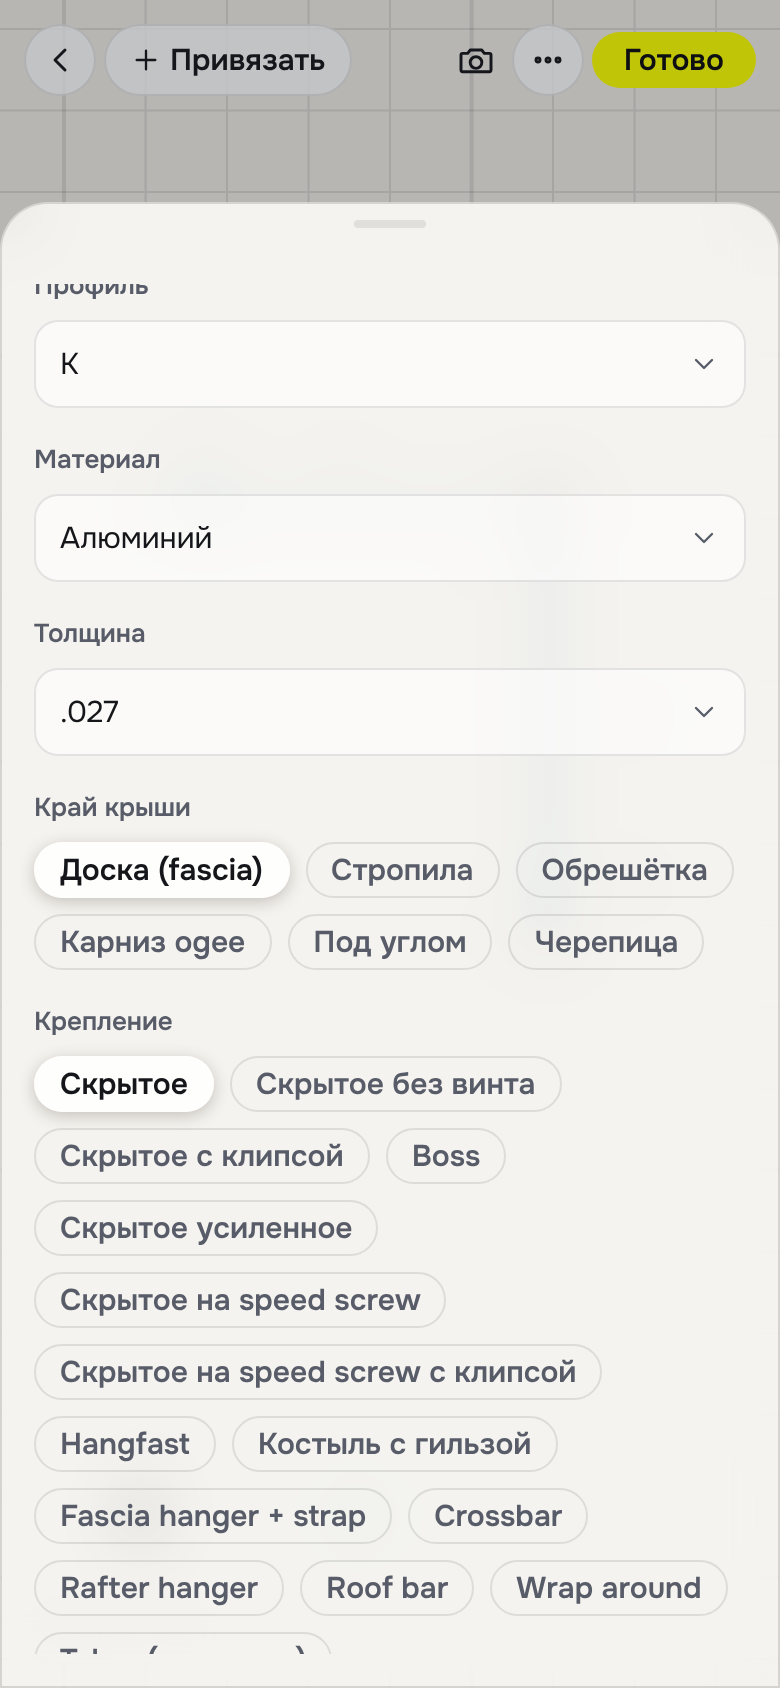 Привязать
Готово
Профиль
K
Материал
Алюминий
Толщина
.027
Край крыши
Доска (fascia)
Стропила
Обрешётка
Карниз ogee
Под углом
Черепица
Крепление
Скрытое
Скрытое без винта
Скрытое с клипсой
Boss
Скрытое усиленное
Скрытое на speed screw
Скрытое на speed screw с клипсой
Hangfast
Костыль с гильзой
Fascia hanger + strap
Crossbar
Rafter hanger
Roof bar
Wrap around